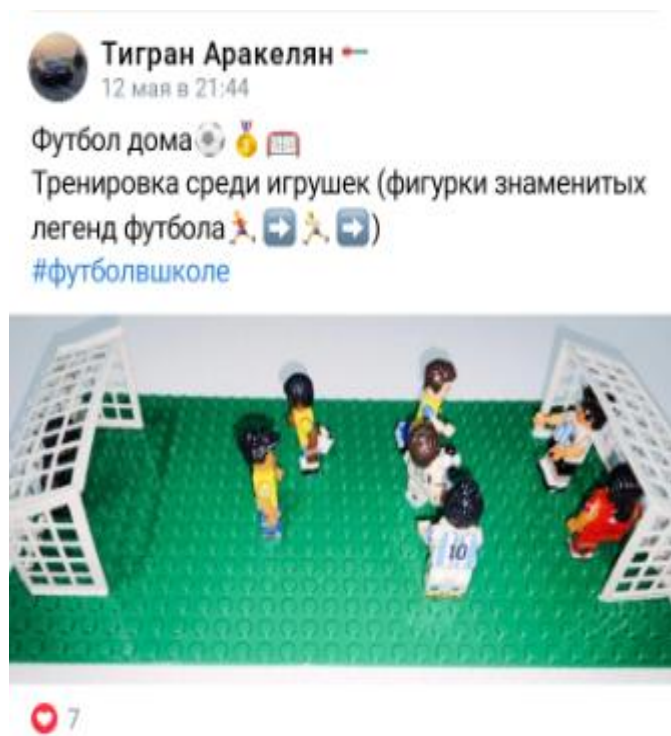 Тигран Аракелян
12 мая в 21:44
Футбол дома⚽🏅🥅
Тренировка среди игрушек (фигурки знаменитых
легенд футбола🏃➡️🏃➡️)
#футболвшколе
10
7